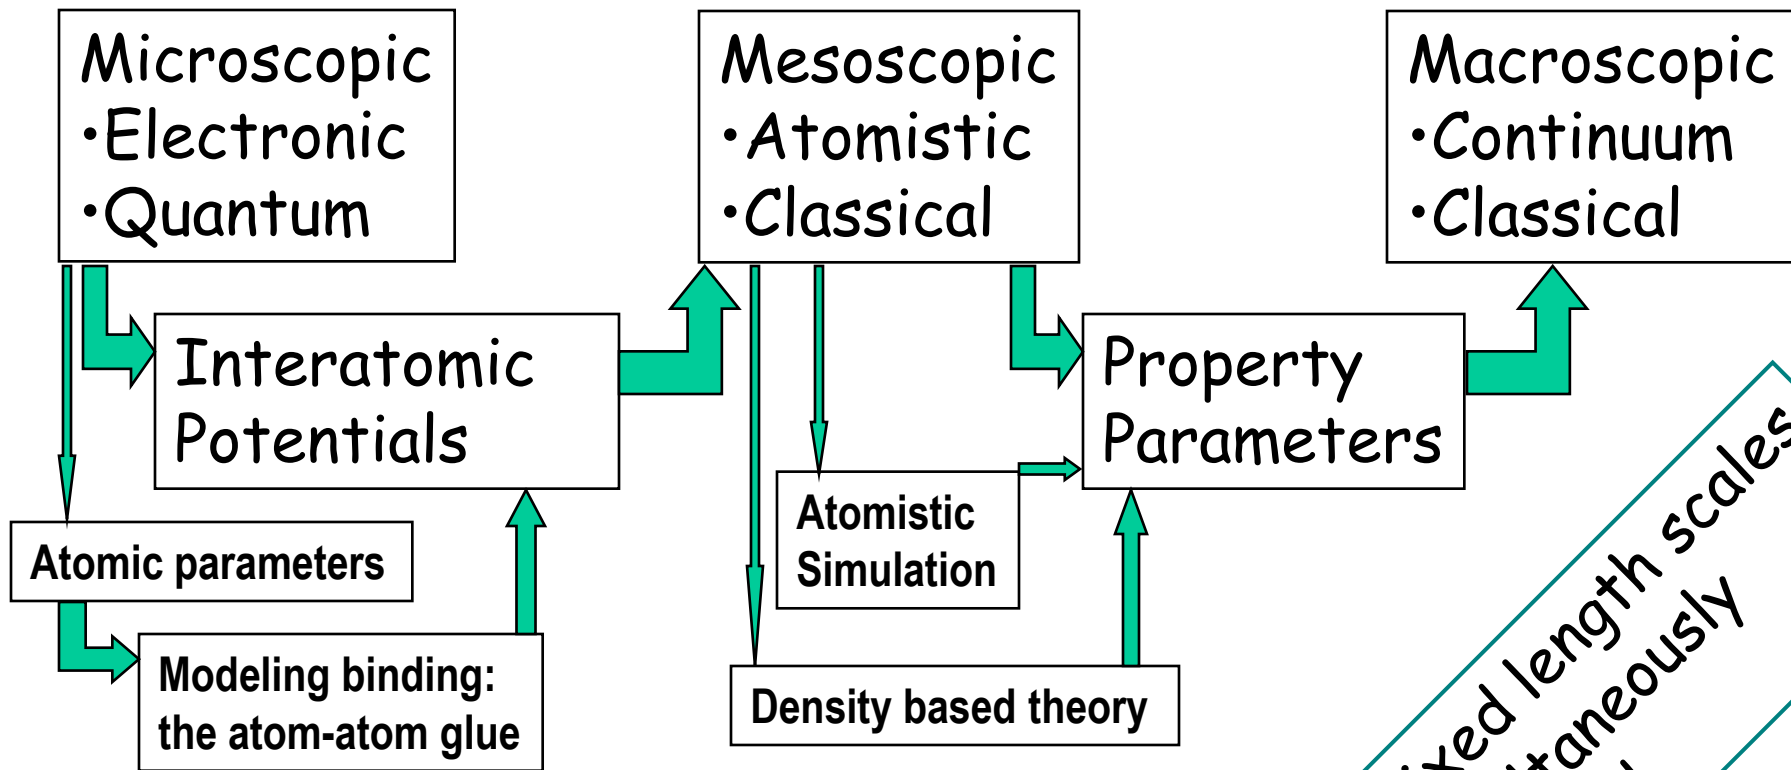 Microscopic
•Electronic
•Quantum
Mesoscopic
•Atomistic
•Classical
Macroscopic
•Continuum
•Classical
Interatomic
Potentials
Property
Parameters
Atomic parameters
Atomistic
Simulation
Modeling binding:
the atom-atom glue
Density based theory
length scales